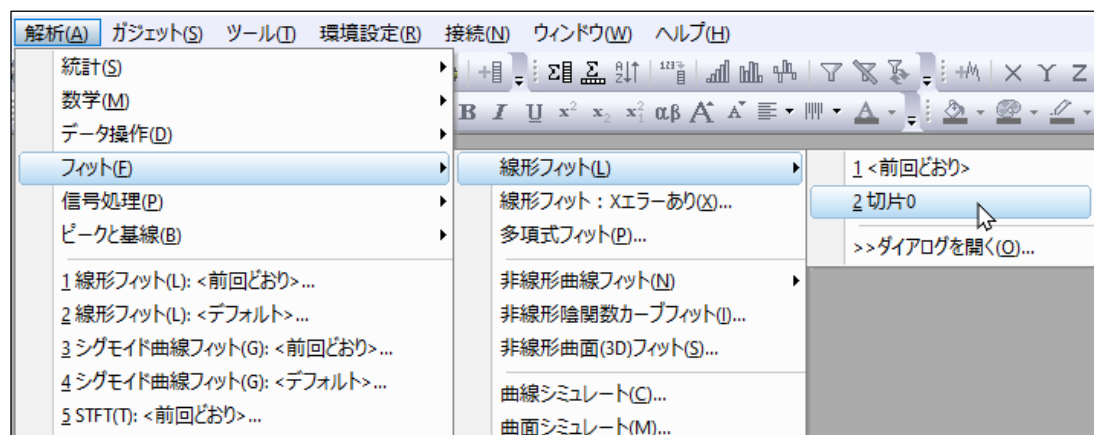 解析(A) ガジェット(S) ツール(T) 環境設定(R) 接続(N) ウィンドウ(W) ヘルプ(H)
統計(S)
数学(M)
データ操作(D)
フィット(F)
信号処理(P)
ピークと基線(B)
1 線形フィット(L): <前回どおり>...
2 線形フィット(L): <デフォルト>...
3 シグモイド曲線フィット(G): <前回どおり>...
4 シグモイド曲線フィット(G): <デフォルト>...
5 STFT(T): <前回どおり>...
X Y Z
B I U x² x₂ αβ A A A
線形フィット(L)
線形フィット：Xエラーあり(X)...
多項式フィット(P)...
非線形曲線フィット(N)
非線形陰関数カーブフィット(I)...
非線形曲面(3D)フィット(S)...
曲線シミュレート(C)...
曲面シミュレート(M)...
1 <前回どおり>
2 切片0
>>ダイアログを開く(O)...